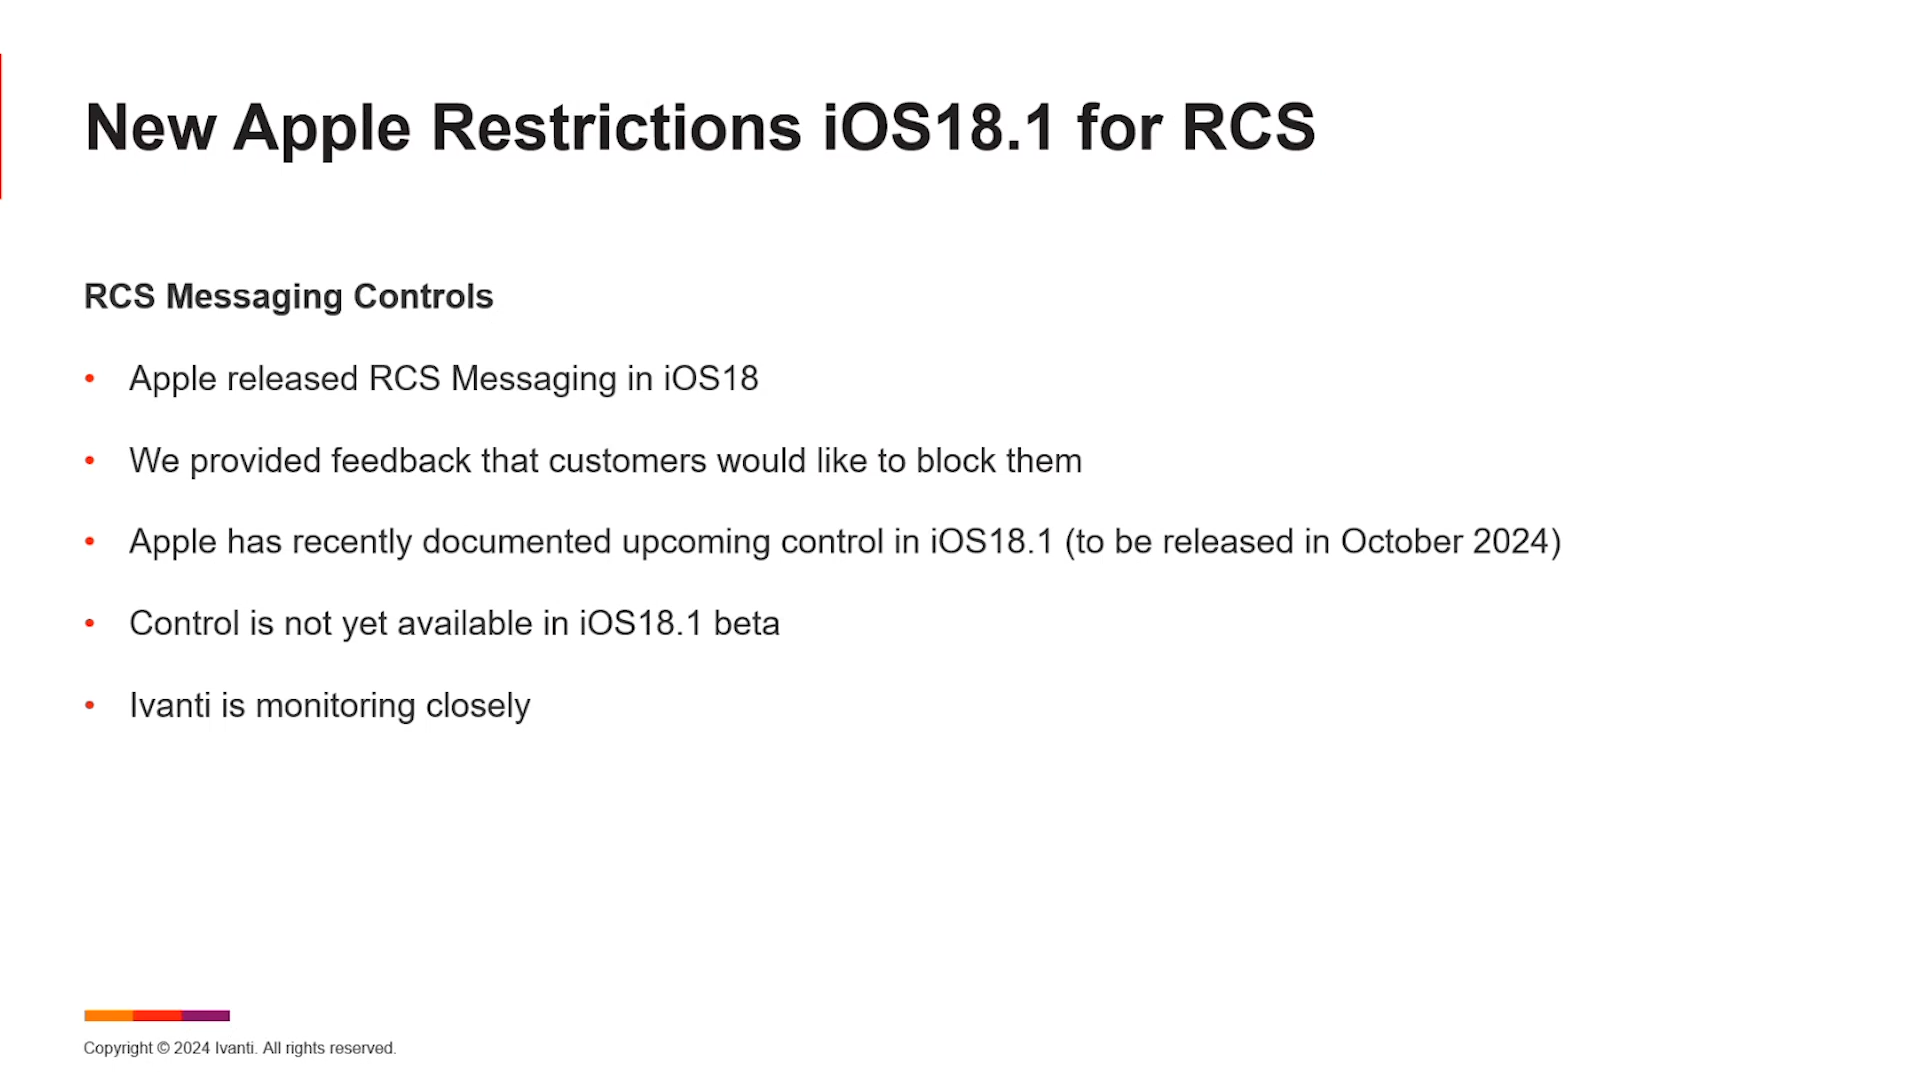 New Apple Restrictions iOS18.1 for RCS
RCS Messaging Controls
• Apple released RCS Messaging in iOS18
• We provided feedback that customers would like to block them
• Apple has recently documented upcoming control in iOS18.1 (to be released in October 2024)
• Control is not yet available in iOS18.1 beta
• Ivanti is monitoring closely
Copyright © 2024 Ivanti. All rights reserved.